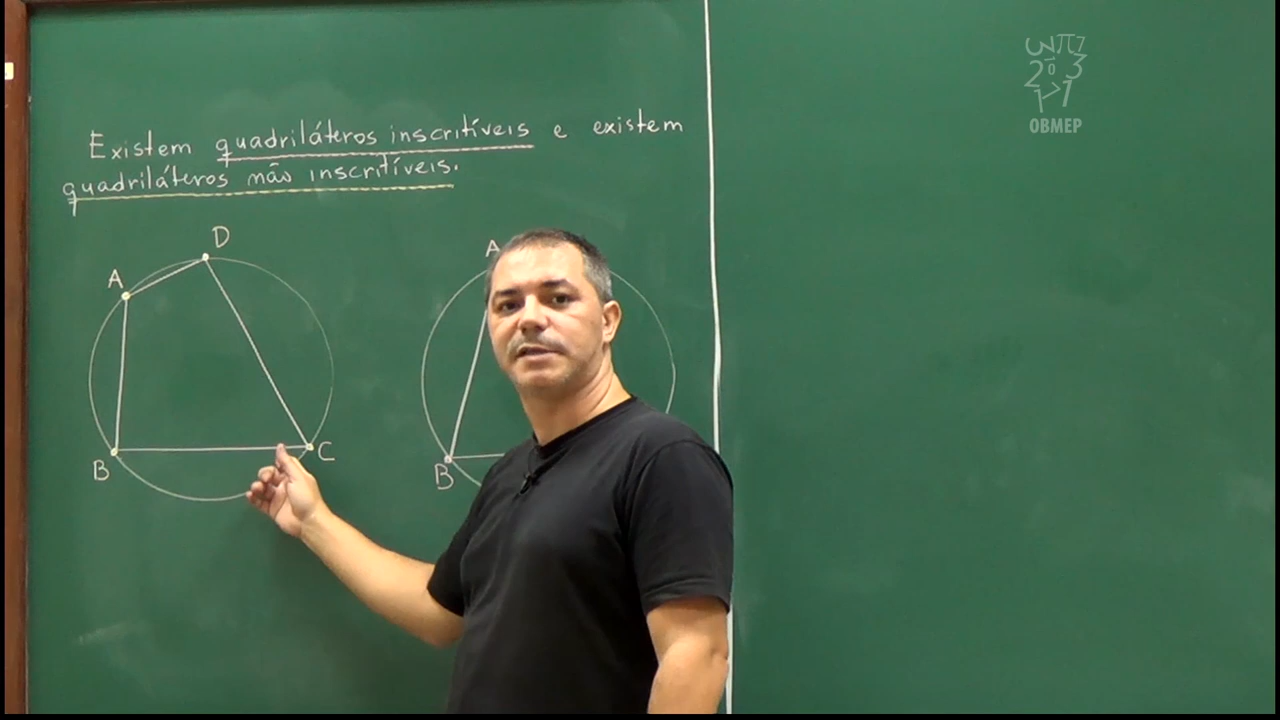 Existem quadriláteros inscritíveis e existem
quadriláteros não inscritíveis.
D
A
B
C
A
B
OBMEP